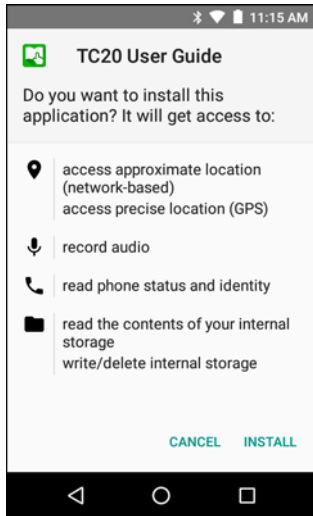 11:15 AM
TC20 User Guide
Do you want to install this
application? It will get access to:
access approximate location
(network-based)
access precise location (GPS)
record audio
read phone status and identity
read the contents of your internal
storage
write/delete internal storage
CANCEL INSTALL